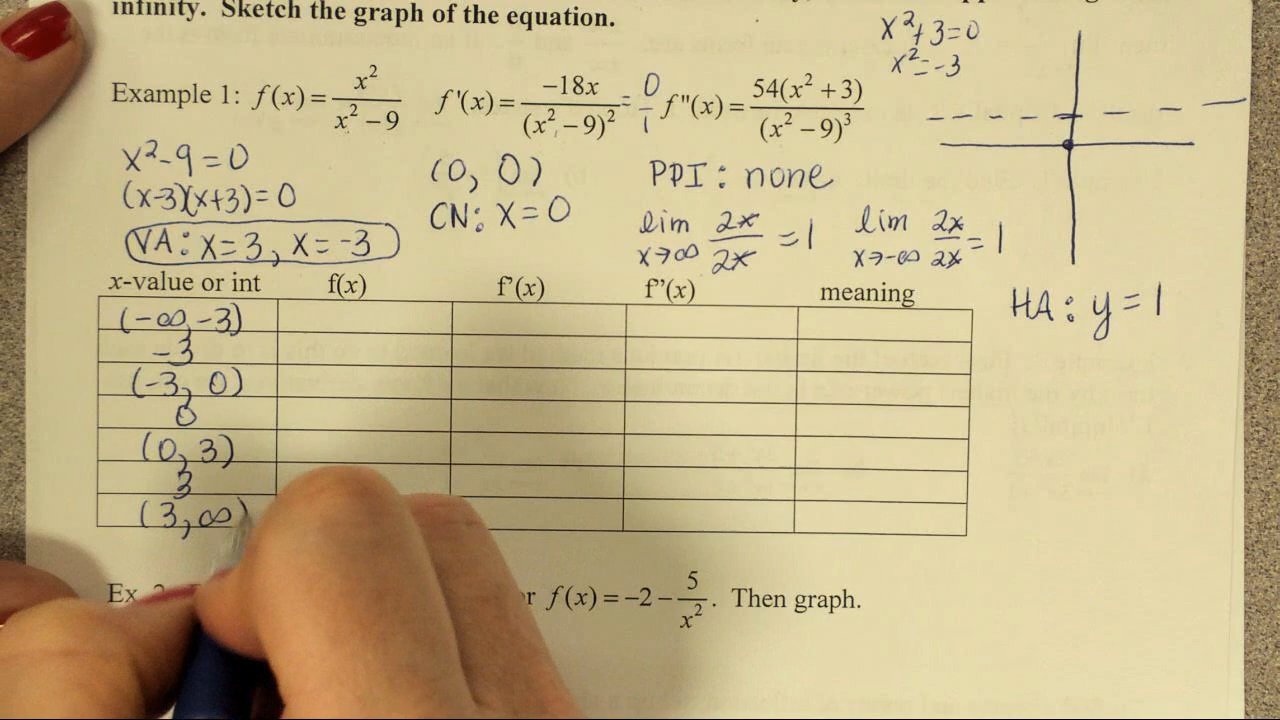 infinity. Sketch the graph of the equation.
x² + 3 = 0
x² = -3
Example 1: f(x) = x² / (x² − 9) f'(x) = −18x / (x² − 9)² = 0 / 1 f"(x) = 54(x² + 3) / (x² − 9)³
x² - 9 = 0 (0, 0) PPI: none
(x-3)(x+3) = 0 CN: x = 0
VA: x = 3, x = -3 lim x→∞ 2x / 2x = 1 lim x→-∞ 2x / 2x = 1
x-value or int f(x) f'(x) f"(x) meaning
HA: y = 1
(-∞, -3)
-3
(-3, 0)
0
(0, 3)
3
(3, ∞)
Ex. f(x) = −2 − 5 / x². Then graph.